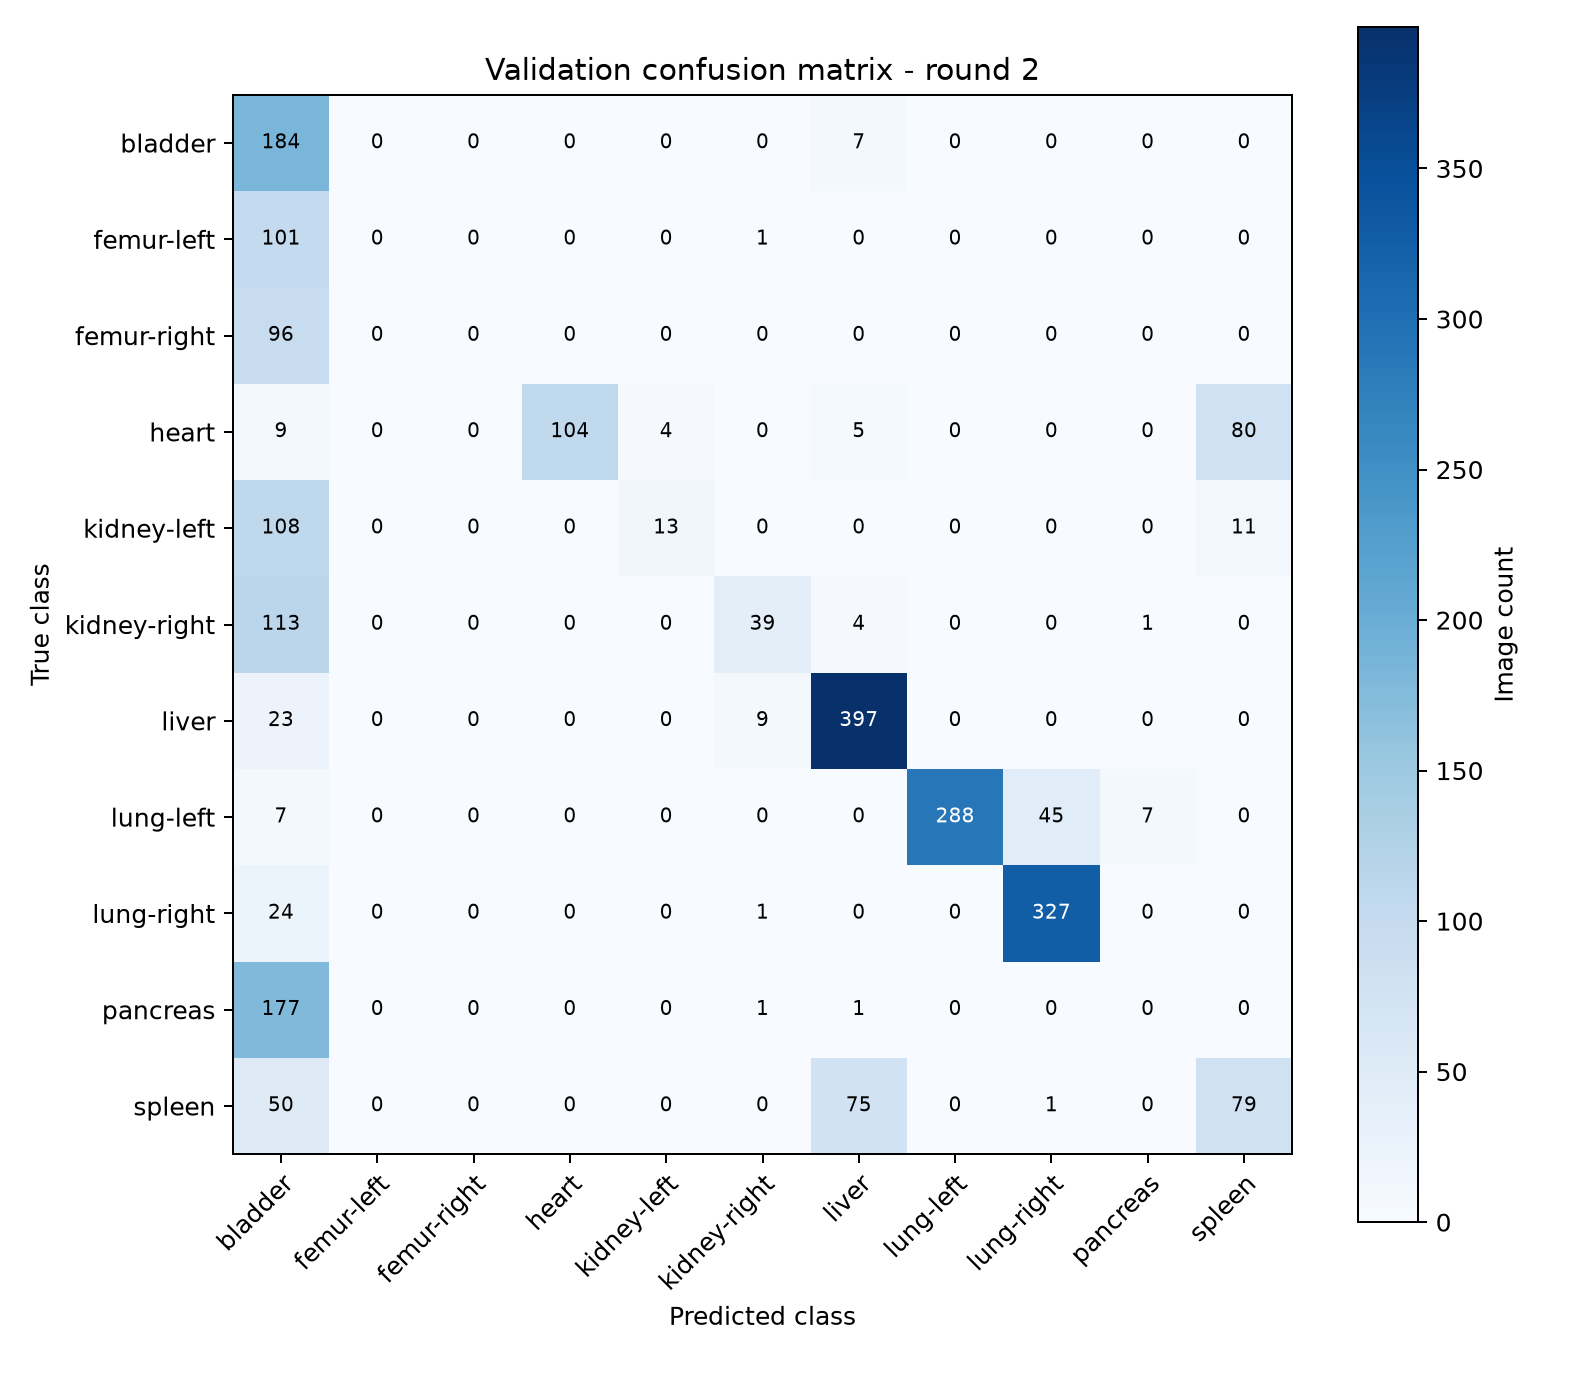 Validation confusion matrix - round 2
True class
bladder 184 0 0 0 0 0 7 0 0 0 0
femur-left 101 0 0 0 0 1 0 0 0 0 0
femur-right 96 0 0 0 0 0 0 0 0 0 0
heart 9 0 0 104 4 0 5 0 0 0 80
kidney-left 108 0 0 0 13 0 0 0 0 0 11
kidney-right 113 0 0 0 0 39 4 0 0 1 0
liver 23 0 0 0 0 9 397 0 0 0 0
lung-left 7 0 0 0 0 0 0 288 45 7 0
lung-right 24 0 0 0 0 1 0 0 327 0 0
pancreas 177 0 0 0 0 1 1 0 0 0 0
spleen 50 0 0 0 0 0 75 0 1 0 79
bladder femur-left femur-right heart kidney-left kidney-right liver lung-left lung-right pancreas spleen
Predicted class
350
300
250
200
150
100
50
0
Image count